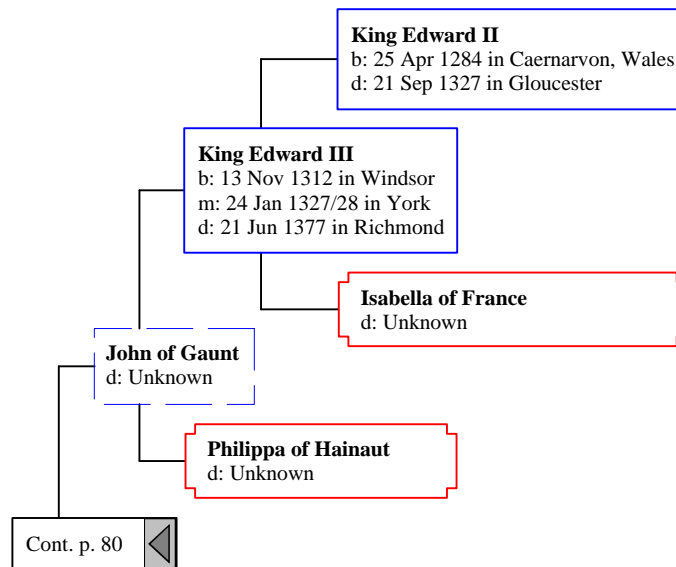 King Edward II
b: 25 Apr 1284 in Caernarvon, Wales
d: 21 Sep 1327 in Gloucester
King Edward III
b: 13 Nov 1312 in Windsor
m: 24 Jan 1327/28 in York
d: 21 Jun 1377 in Richmond
Isabella of France
d: Unknown
John of Gaunt
d: Unknown
Philippa of Hainaut
d: Unknown
Cont. p. 80